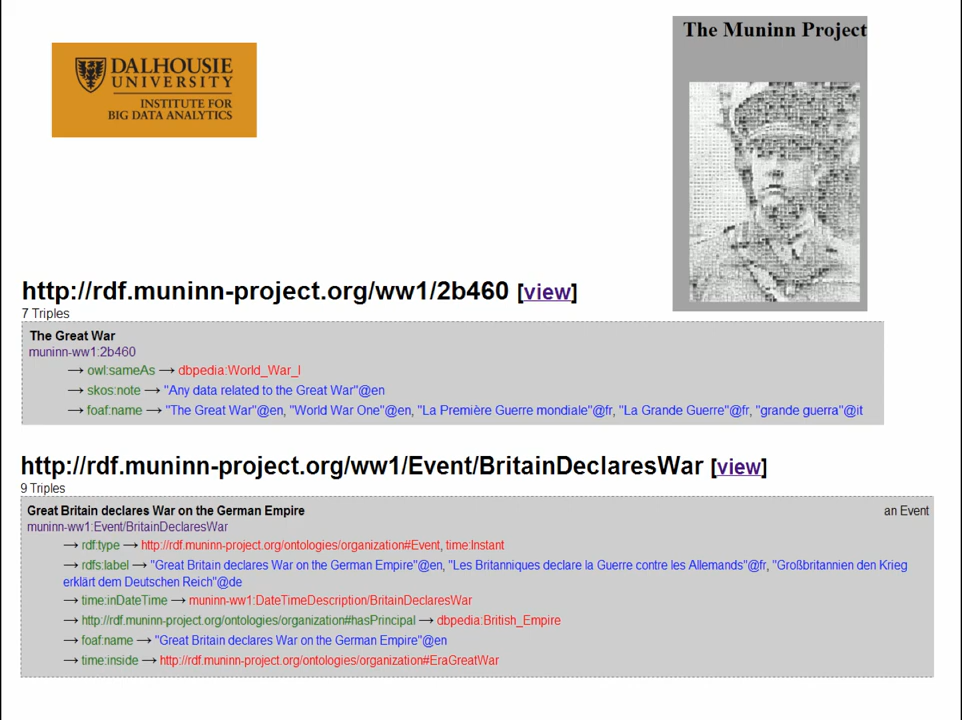 The Muninn Project
DALHOUSIE
UNIVERSITY
INSTITUTE FOR
BIG DATA ANALYTICS
http://rdf.muninn-project.org/ww1/2b460 [view]
7 Triples
The Great War
muninn-ww1:2b460
→ owl:sameAs → dbpedia:World_War_I
→ skos:note → "Any data related to the Great War"@en
→ foaf:name → "The Great War"@en, "World War One"@en, "La Première Guerre mondiale"@fr, "La Grande Guerre"@fr, "grande guerra"@it
http://rdf.muninn-project.org/ww1/Event/BritainDeclaresWar [view]
9 Triples
Great Britain declares War on the German Empire an Event
muninn-ww1:Event/BritainDeclaresWar
→ rdf:type → http://rdf.muninn-project.org/ontologies/organization#Event, time:Instant
→ rdfs:label → "Great Britain declares War on the German Empire"@en, "Les Britanniques declare la Guerre contre les Allemands"@fr, "Großbritannien den Krieg
erklärt dem Deutschen Reich"@de
→ time:inDateTime → muninn-ww1:DateTimeDescription/BritainDeclaresWar
→ http://rdf.muninn-project.org/ontologies/organization#hasPrincipal → dbpedia:British_Empire
→ foaf:name → "Great Britain declares War on the German Empire"@en
→ time:inside → http://rdf.muninn-project.org/ontologies/organization#EraGreatWar